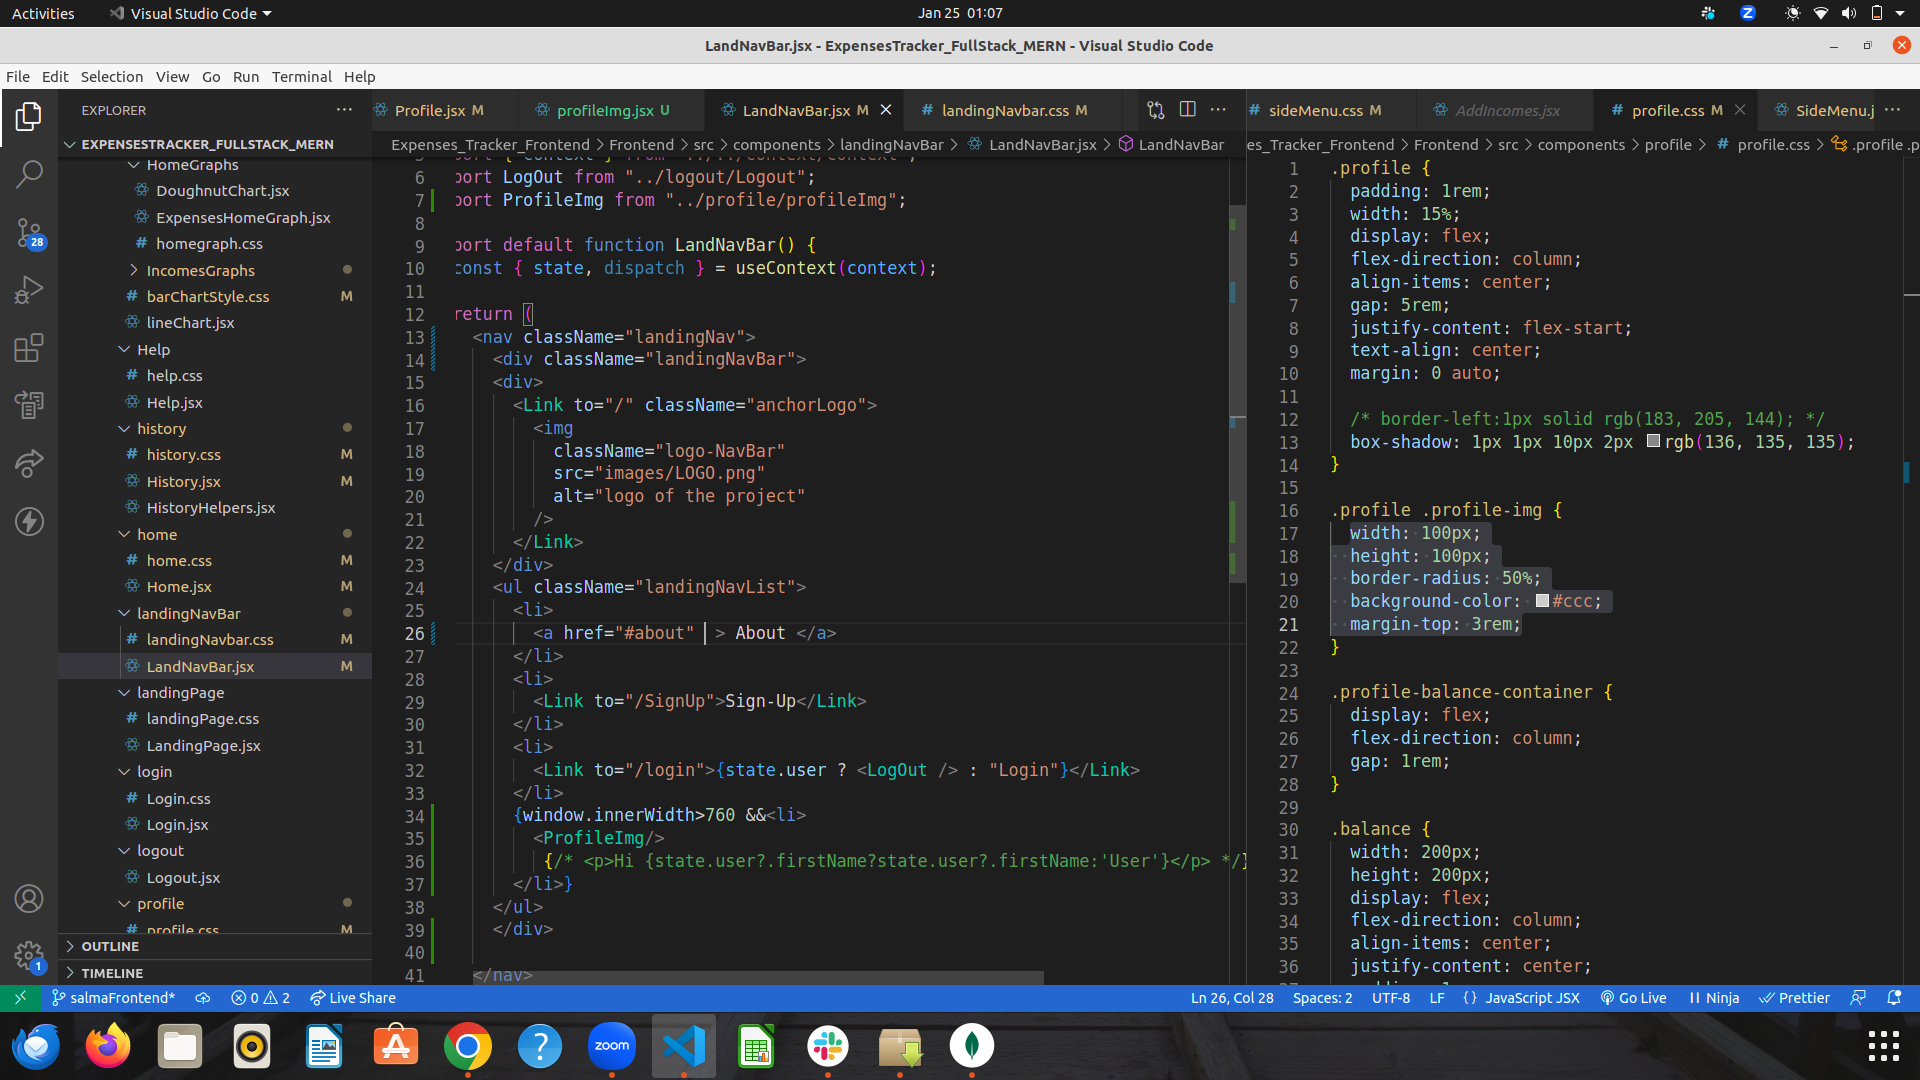 Activities
Visual Studio Code
Jan 25 01:07
LandNavBar.jsx - ExpensesTracker_FullStack_MERN - Visual Studio Code
File Edit Selection View Go Run Terminal Help
EXPLORER
EXPENSESTRACKER_FULLSTACK_MERN
HomeGraphs
DoughnutChart.jsx
ExpensesHomeGraph.jsx
# homegraph.css
IncomesGraphs
# barChartStyle.css M
lineChart.jsx
Help
# help.css
Help.jsx
history
# history.css M
History.jsx M
HistoryHelpers.jsx
home
# home.css M
Home.jsx M
landingNavBar
# landingNavbar.css M
LandNavBar.jsx M
landingPage
# landingPage.css
LandingPage.jsx
login
# Login.css
Login.jsx
logout
Logout.jsx
profile
# profile.css M
OUTLINE
TIMELINE
28
1
Profile.jsx M
profileImg.jsx U
LandNavBar.jsx M
# landingNavbar.css M
Expenses_Tracker_Frontend > Frontend > src > components > landingNavBar > LandNavBar.jsx > LandNavBar
5 port { context } from "../../context/context";
6 port LogOut from "../logout/Logout";
7 port ProfileImg from "../profile/profileImg";
8
9 port default function LandNavBar() {
10 const { state, dispatch } = useContext(context);
11
12 return (
13 <nav className="landingNav">
14 <div className="landingNavBar">
15 <div>
16 <Link to="/" className="anchorLogo">
17 <img
18 className="logo-NavBar"
19 src="images/LOGO.png"
20 alt="logo of the project"
21 />
22 </Link>
23 </div>
24 <ul className="landingNavList">
25 <li>
26 <a href="#about" > About </a>
27 </li>
28 <li>
29 <Link to="/SignUp">Sign-Up</Link>
30 </li>
31 <li>
32 <Link to="/login">{state.user ? <LogOut /> : "Login"}</Link>
33 </li>
34 {window.innerWidth>760 &&<li>
35 <ProfileImg/>
36 {/* <p>Hi {state.user?.firstName?state.user?.firstName:'User'}</p> */}
37 </li>}
38 </ul>
39 </div>
40
41 </nav>
# sideMenu.css M
AddIncomes.jsx
# profile.css M
SideMenu.j
es_Tracker_Frontend > Frontend > src > components > profile > # profile.css > .profile .p
1 .profile {
2 padding: 1rem;
3 width: 15%;
4 display: flex;
5 flex-direction: column;
6 align-items: center;
7 gap: 5rem;
8 justify-content: flex-start;
9 text-align: center;
10 margin: 0 auto;
11
12 /* border-left:1px solid rgb(183, 205, 144); */
13 box-shadow: 1px 1px 10px 2px rgb(136, 135, 135);
14 }
15
16 .profile .profile-img {
17 width: 100px;
18 height: 100px;
19 border-radius: 50%;
20 background-color: #ccc;
21 margin-top: 3rem;
22 }
23
24 .profile-balance-container {
25 display: flex;
26 flex-direction: column;
27 gap: 1rem;
28 }
29
30 .balance {
31 width: 200px;
32 height: 200px;
33 display: flex;
34 flex-direction: column;
35 align-items: center;
36 justify-content: center;
salmaFrontend* 0 2 Live Share
Ln 26, Col 28 Spaces: 2 UTF-8 LF {} JavaScript JSX Go Live Ninja Prettier
zoom